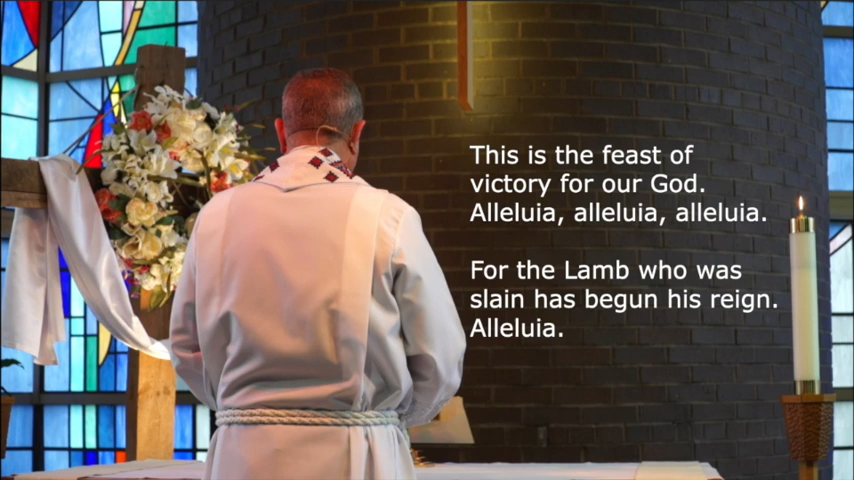 This is the feast of
victory for our God.
Alleluia, alleluia, alleluia.
For the Lamb who was
slain has begun his reign.
Alleluia.